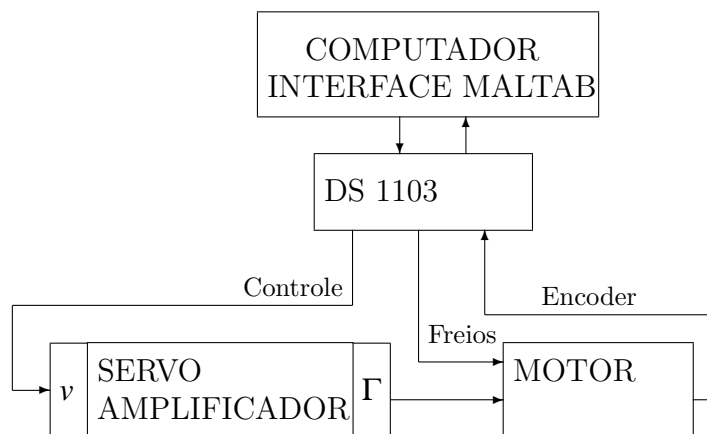 COMPUTADOR
INTERFACE MALTAB
DS 1103
Controle
Encoder
Freios
ν
SERVO
AMPLIFICADOR
Γ
MOTOR